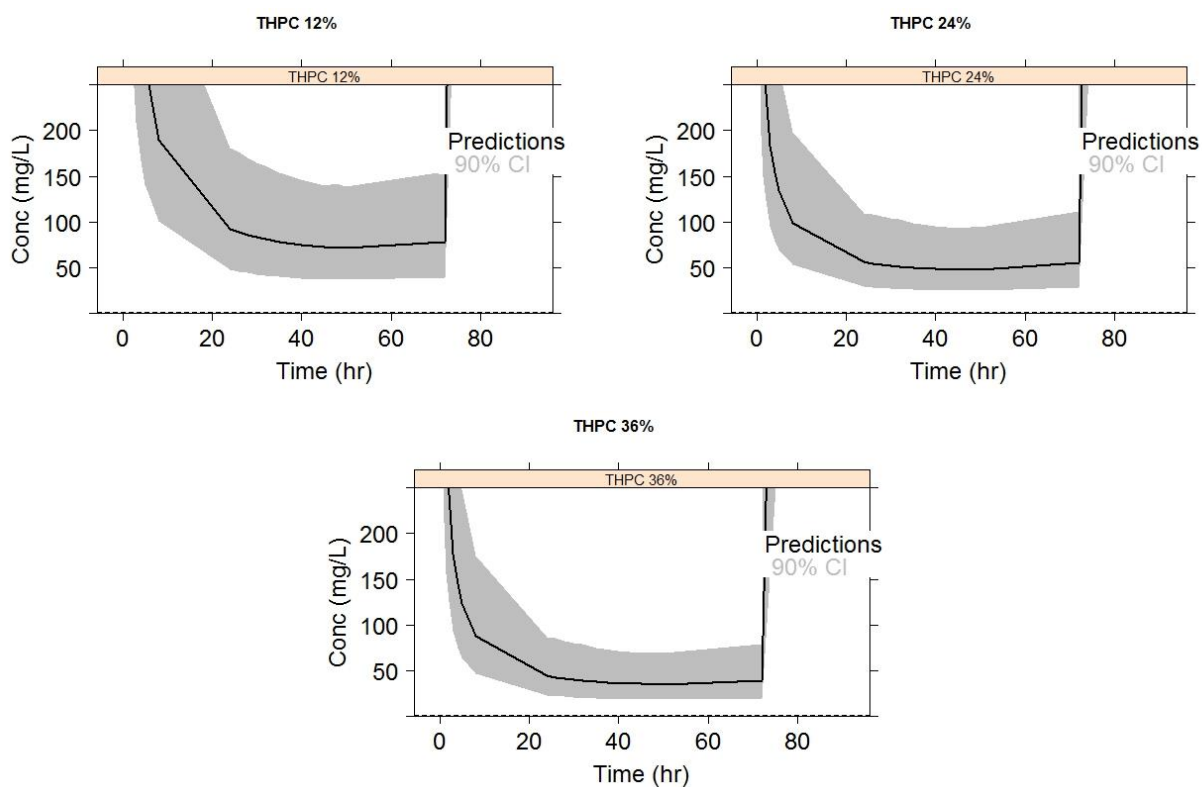 THPC 12%
THPC 12%
Conc (mg/L)
200
150
100
50
Predictions
90% CI
0 20 40 60 80
Time (hr)
THPC 24%
THPC 24%
Conc (mg/L)
200
150
100
50
Predictions
90% CI
0 20 40 60 80
Time (hr)
THPC 36%
THPC 36%
Conc (mg/L)
200
150
100
50
Predictions
90% CI
0 20 40 60 80
Time (hr)